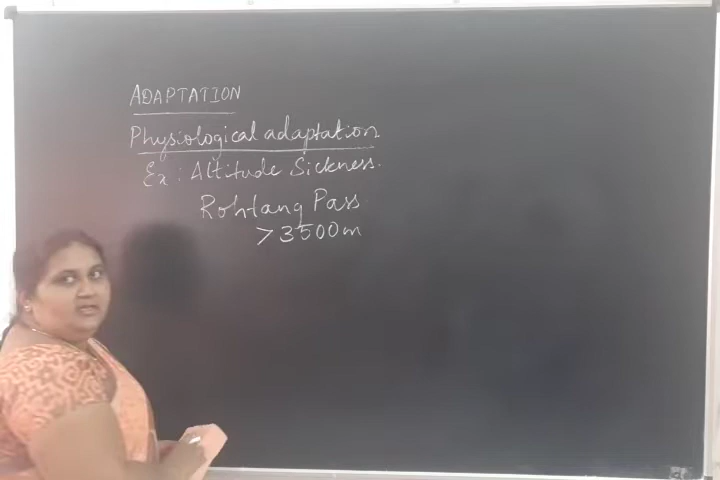 ADAPTATION
Physiological adaptation
Ex : Altitude Sickness.
Rohtang Pass.
>3500m